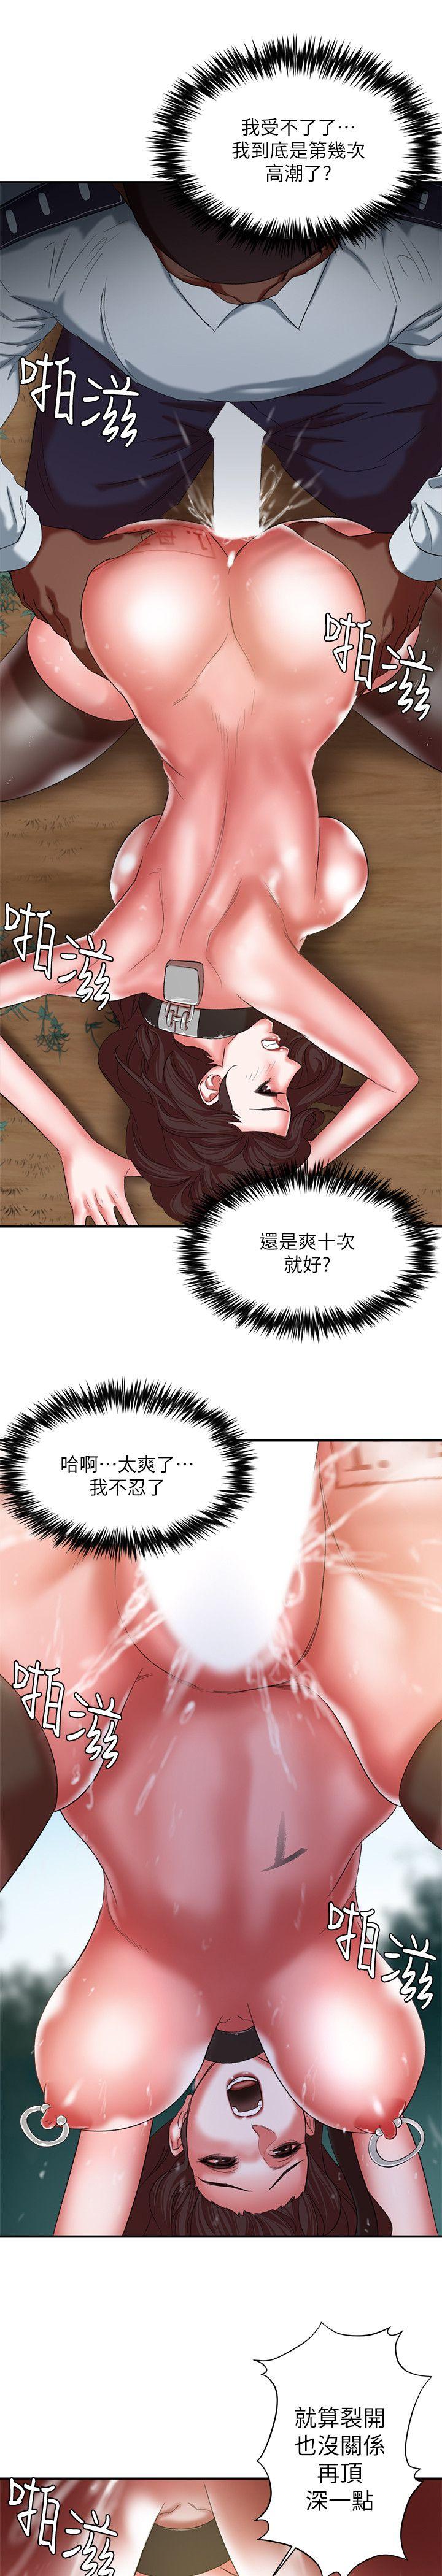 我受不了了⋯
我到底是第幾次
高潮了?
啪滋
啪滋
啪滋
還是爽十次
就好?
哈啊⋯太爽了⋯
我不忍了
啪滋
啪滋
就算裂開
也沒關係
再頂
深一點
啪滋